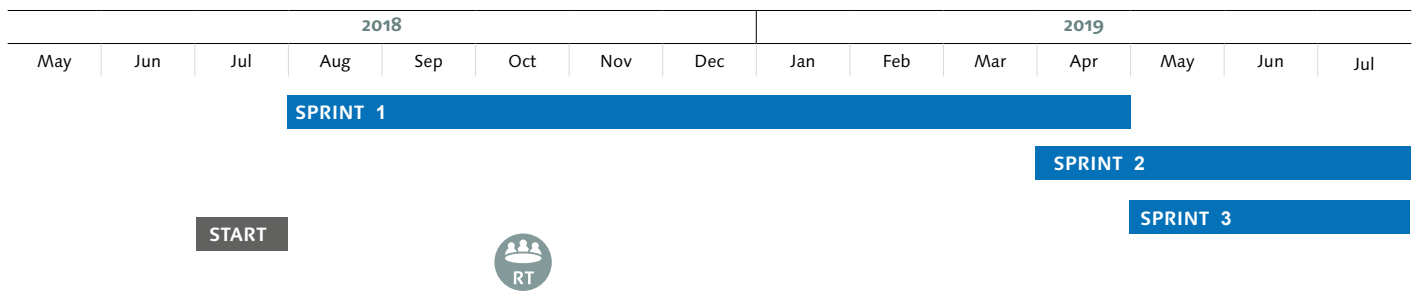 2018 2019
May Jun Jul Aug Sep Oct Nov Dec Jan Feb Mar Apr May Jun Jul
SPRINT 1
SPRINT 2
SPRINT 3
START
RT